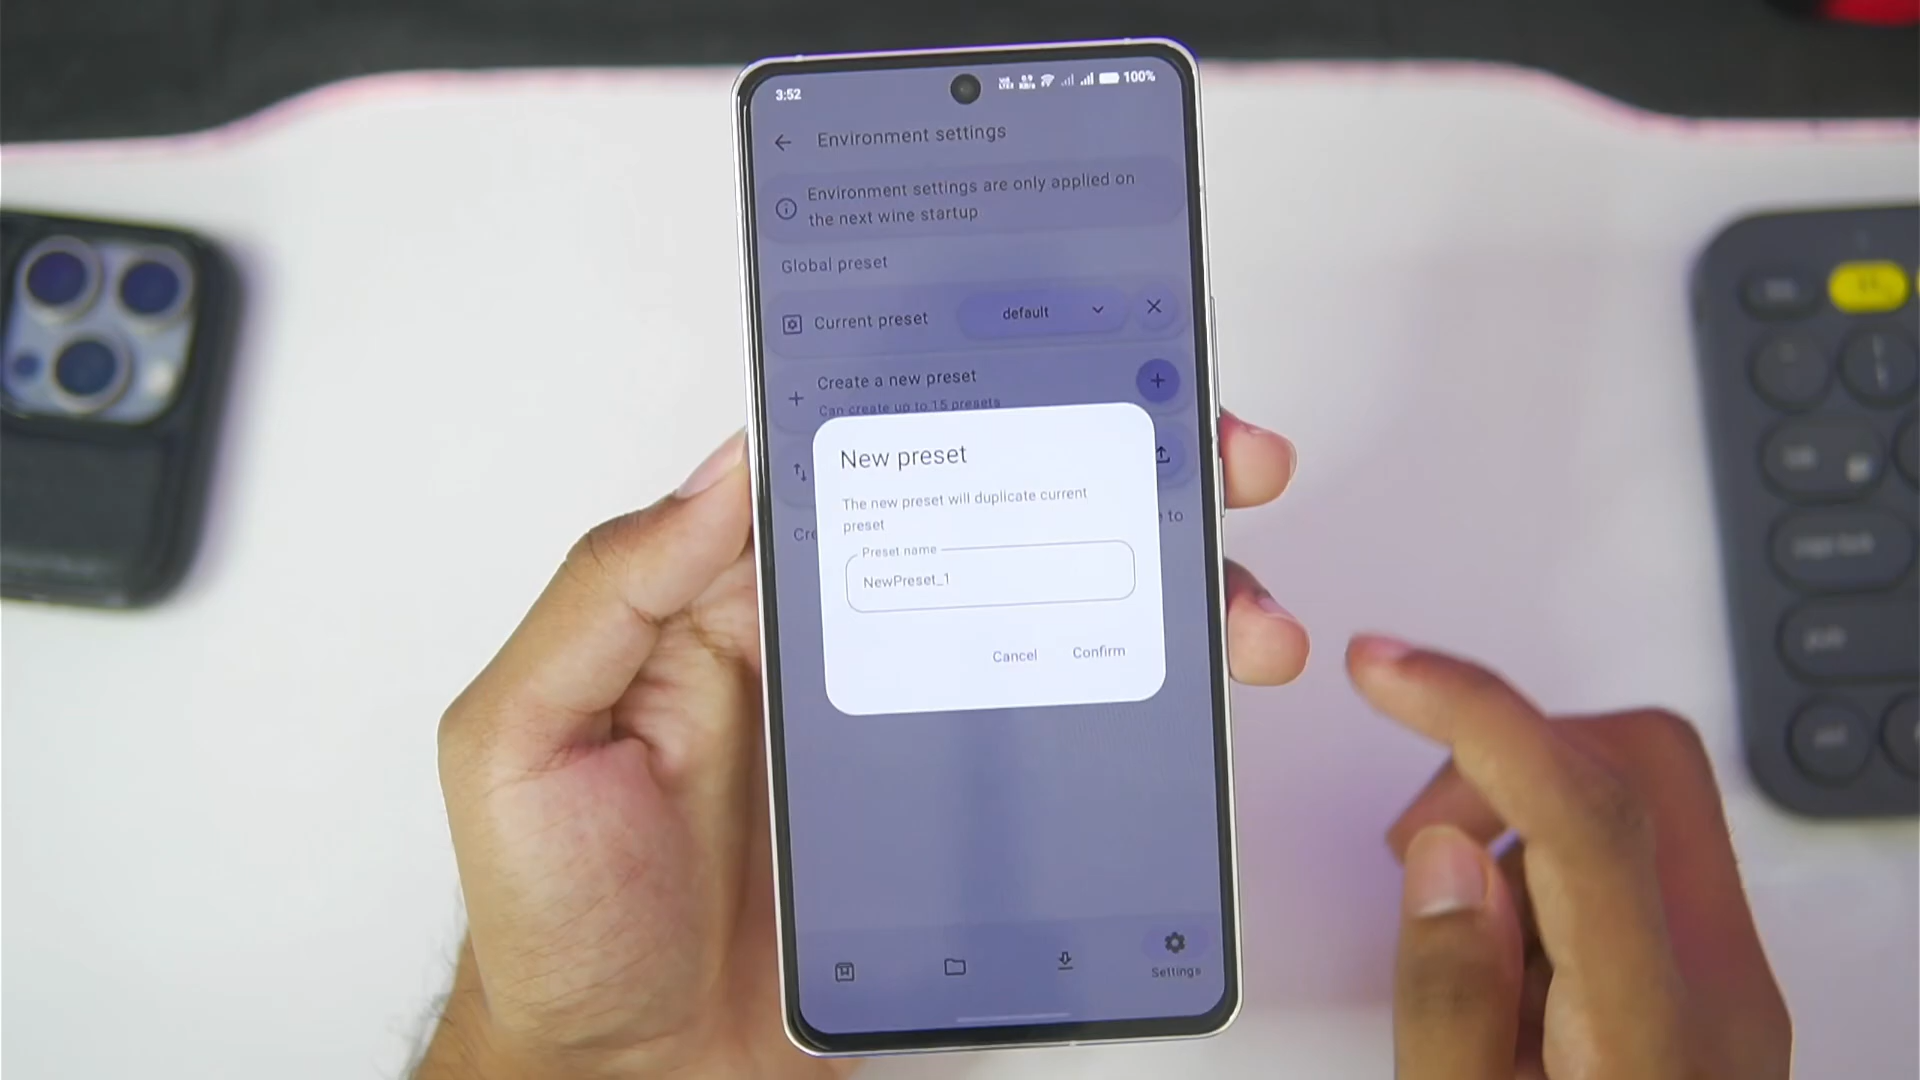 3:52
100%
Environment settings
Environment settings are only applied on
the next wine startup
Global preset
Current preset
default
Create a new preset
Can create up to 15 presets
New preset
The new preset will duplicate current
preset
Preset name
NewPreset_1
Cancel
Confirm
Cre
to
Settings